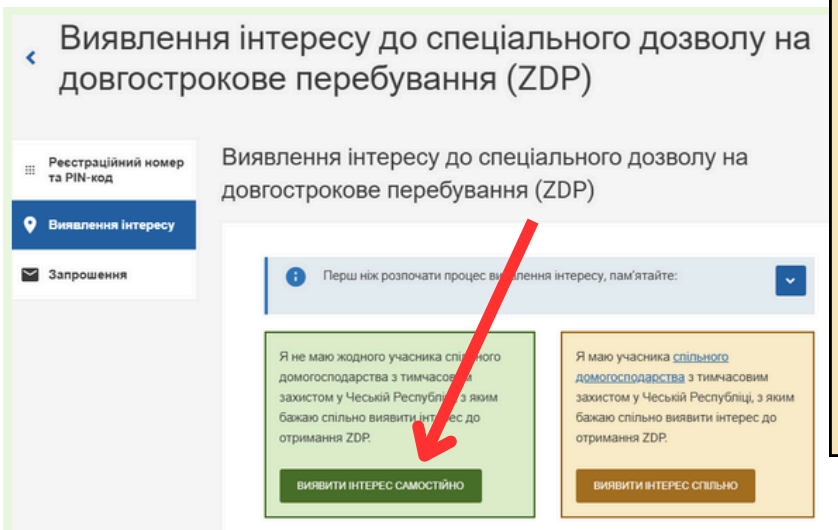 Виявлення інтересу до спеціального дозволу на
довгострокове перебування (ZDP)
Реєстраційний номер
та PIN-код
Виявлення інтересу
Запрошення
Виявлення інтересу до спеціального дозволу на
довгострокове перебування (ZDP)
Перш ніж розпочати процес виявлення інтересу, пам'ятайте:
Я не маю жодного учасника спільного
домогосподарства з тимчасовим
захистом у Чеській Республіці, з яким
бажаю спільно виявити інтерес до
отримання ZDP.
ВИЯВИТИ ІНТЕРЕС САМОСТІЙНО
Я маю учасника спільного
домогосподарства з тимчасовим
захистом у Чеській Республіці, з яким
бажаю спільно виявити інтерес до
отримання ZDP.
ВИЯВИТИ ІНТЕРЕС СПІЛЬНО